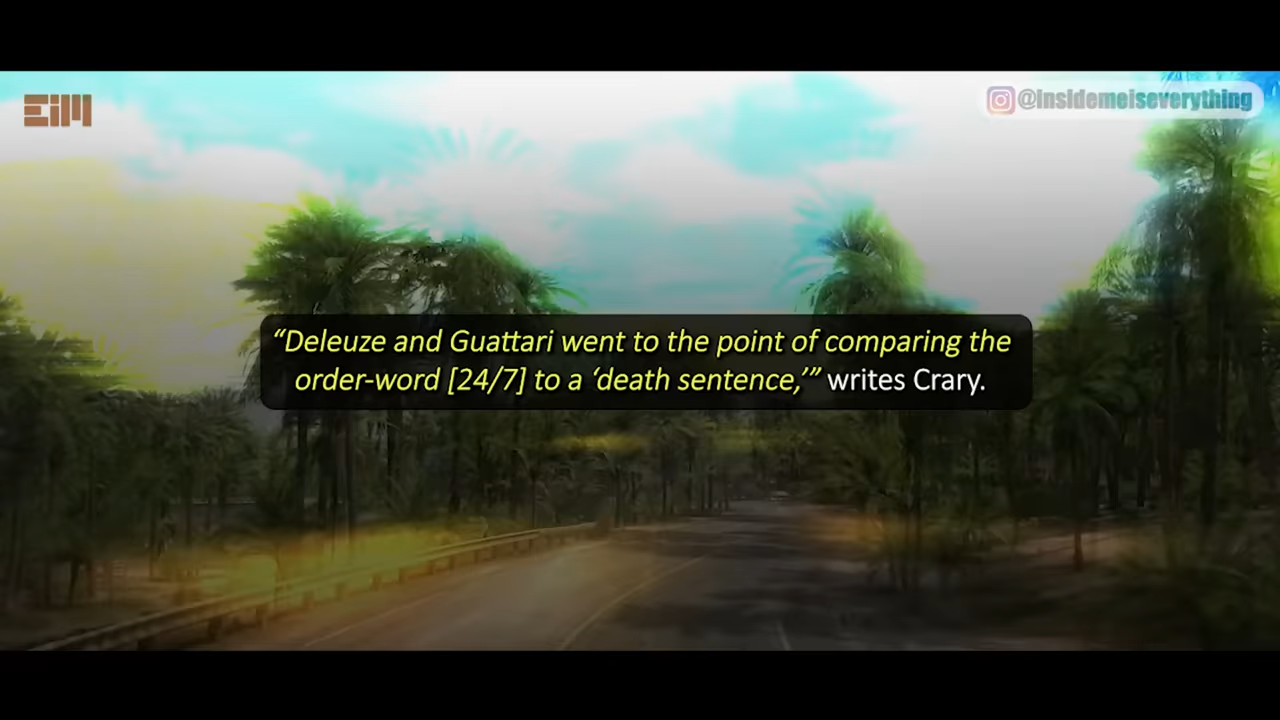 EiM
@insidemeiseverything
“Deleuze and Guattari went to the point of comparing the
order-word [24/7] to a ‘death sentence,’” writes Crary.